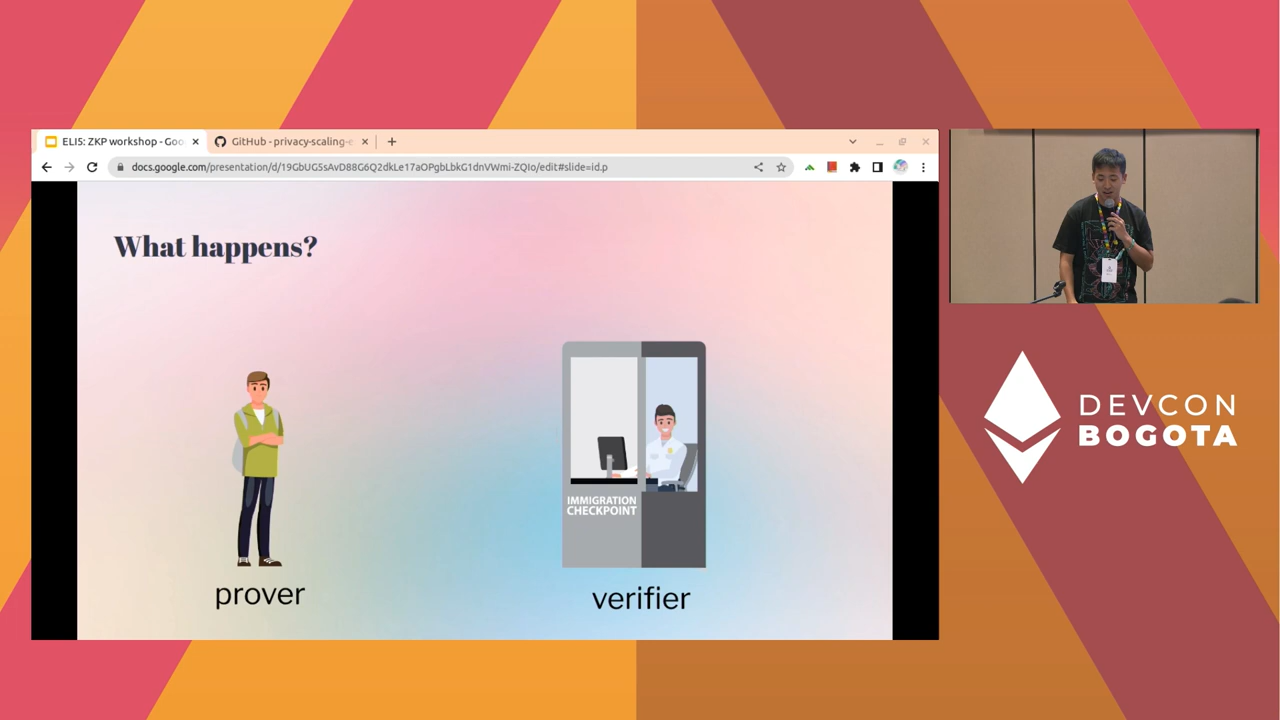 ELI5: ZKP workshop - Goo
GitHub - privacy-scaling-e
docs.google.com/presentation/d/19GbUG5sAvD88G6Q2dkLe17aOPgbLbkG1dnVWmi-ZQIo/edit#slide=id.p
What happens?
IMMIGRATION
CHECKPOINT
prover
verifier
DEVCON
BOGOTA